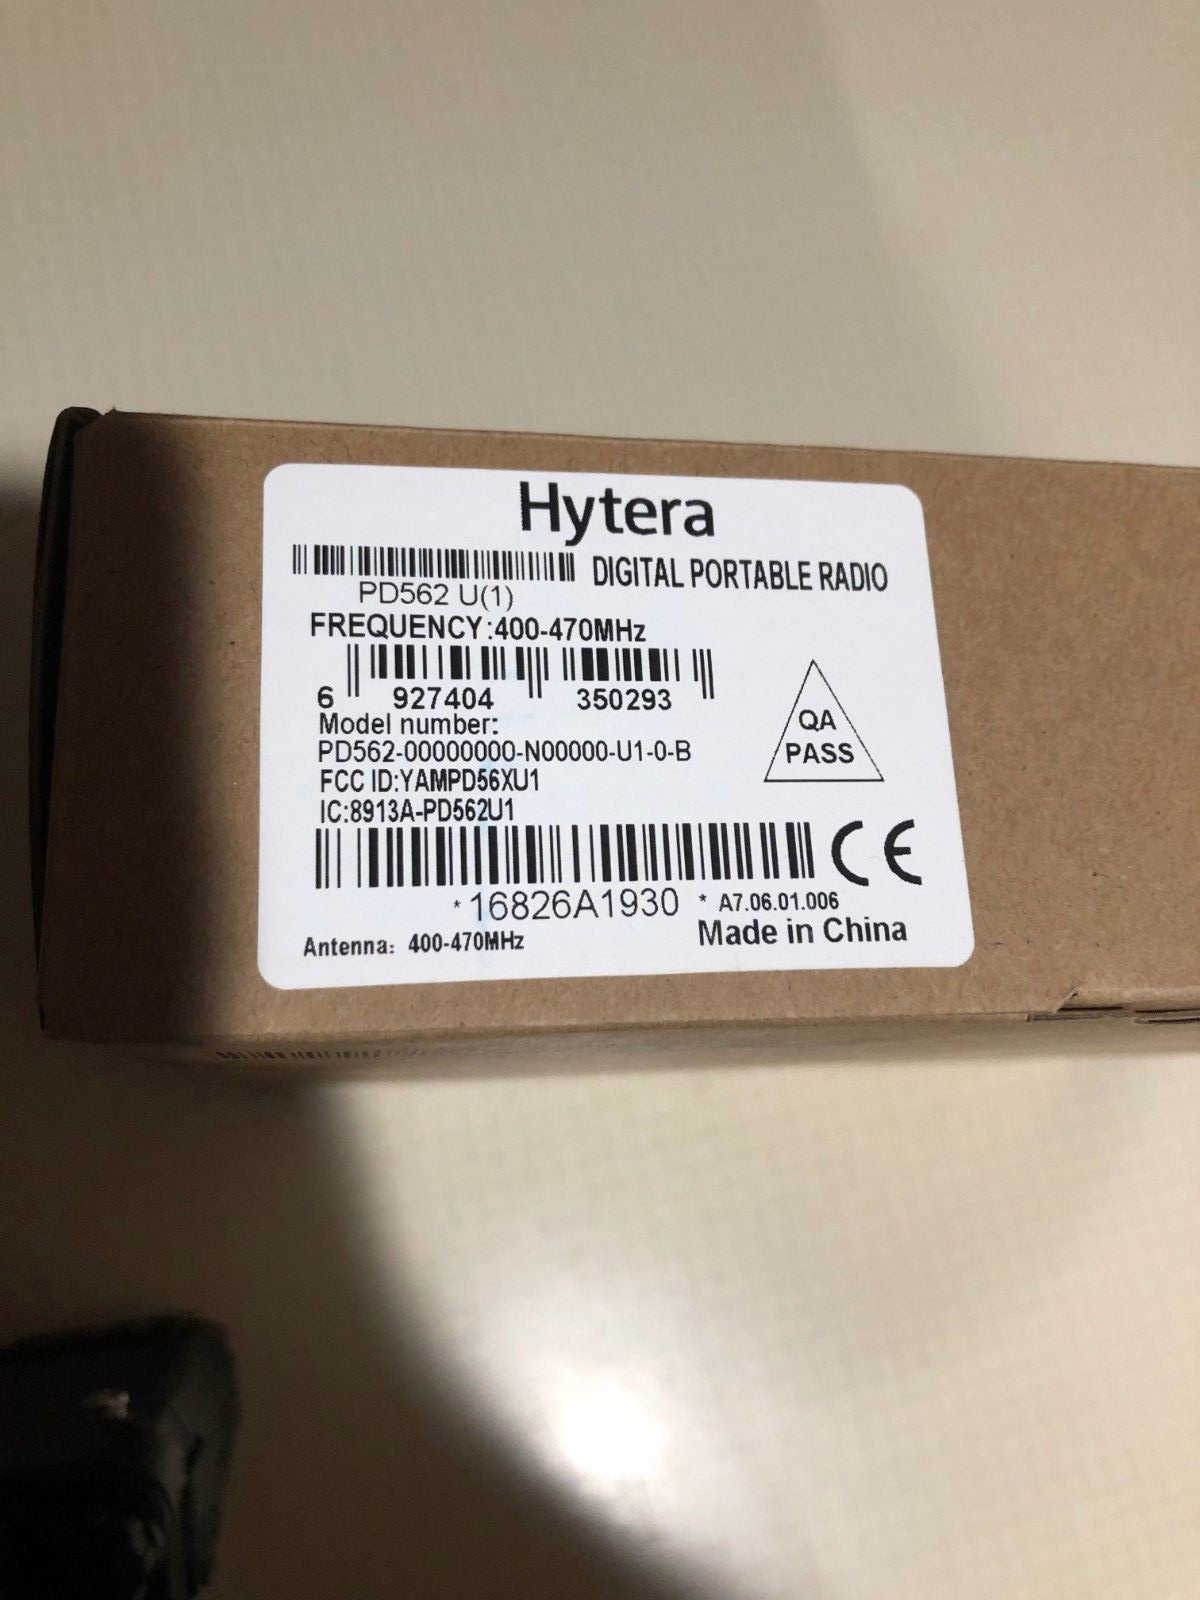 Hytera
DIGITAL PORTABLE RADIO
PD562 U(1)
FREQUENCY:400-470MHz
6 927404 350293
Model number:
PD562-00000000-N00000-U1-0-B
FCC ID:YAMPD56XU1
IC:8913A-PD562U1
QA
PASS
CE
*16826A1930 * A7.06.01.006
Antenna: 400-470MHz
Made in China